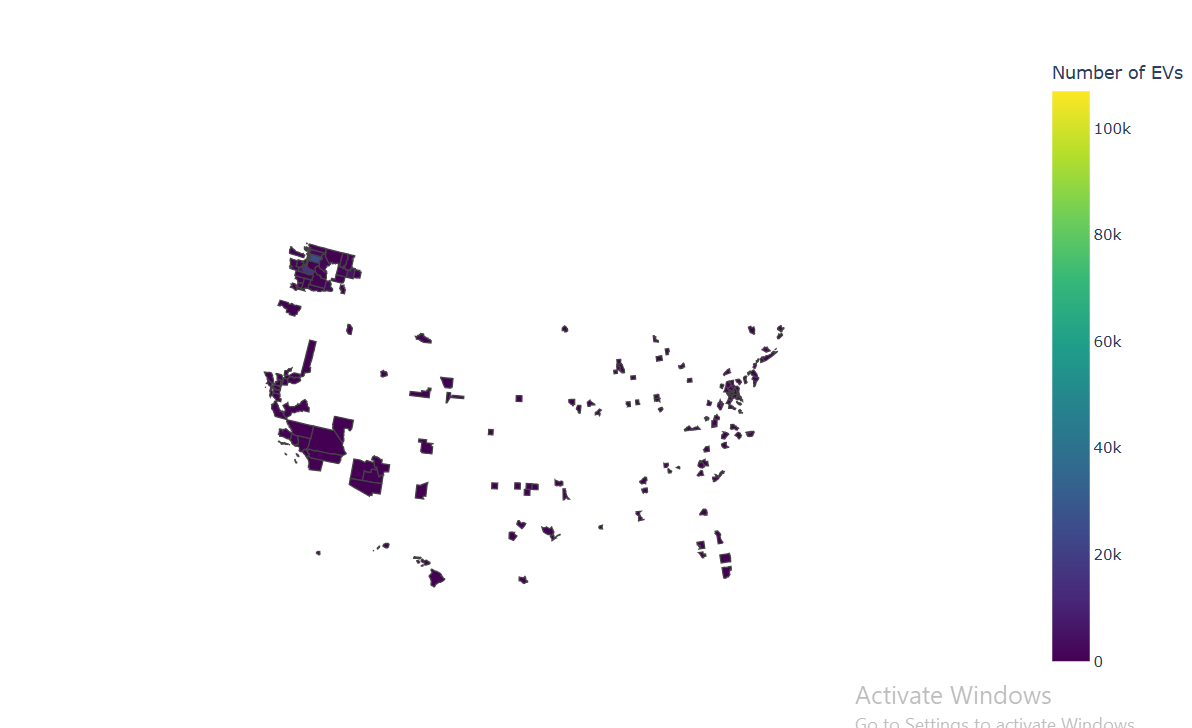 Number of EVs
100k
80k
60k
40k
20k
0
Activate Windows
Go to Settings to activate Windows.